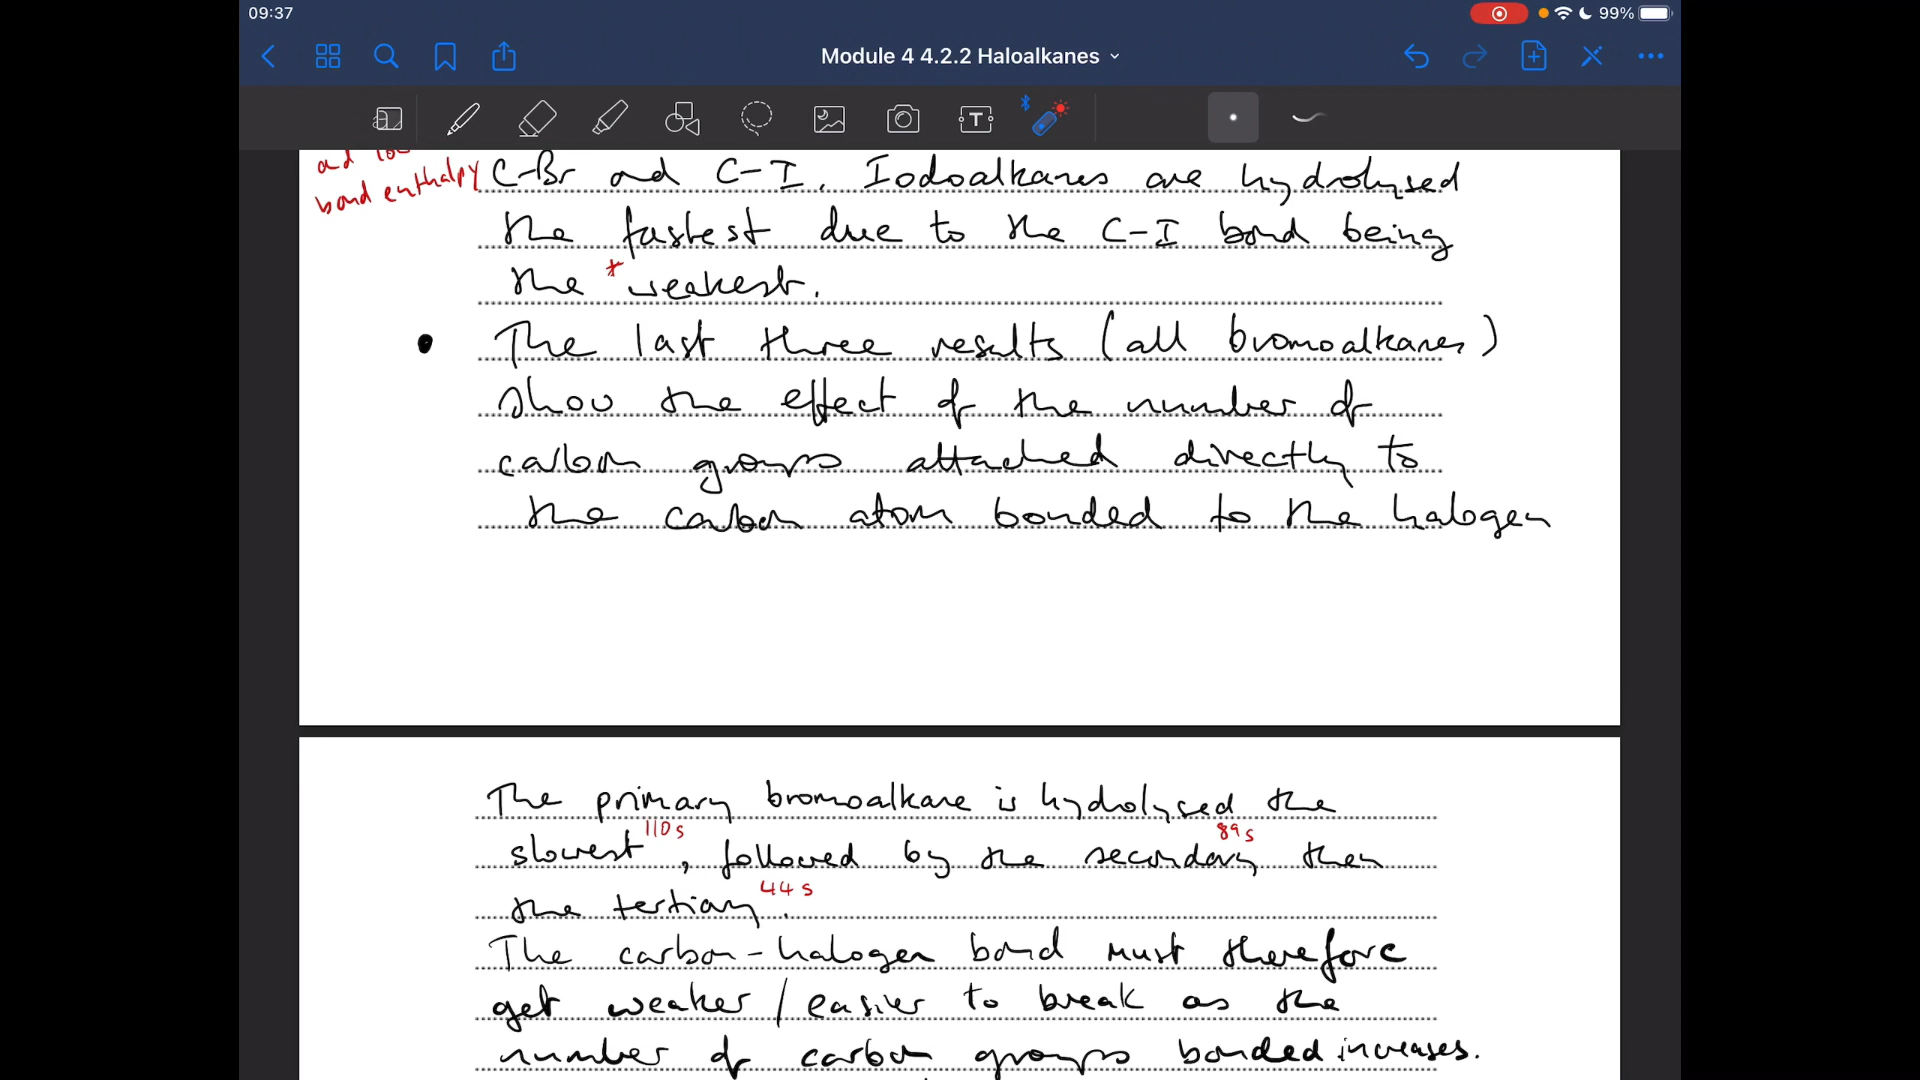 09:37
99%
Module 4 4.2.2 Haloalkanes
T
ad
bond enthalpy
C-Br and C-I. Iodoalkanes are hydrolysed
the fastest due to the C-I bond being
the * weakest.
• The last three results (all bromoalkanes)
show the effect of the number of
carbon groups attached directly to
the carbon atom bonded to the halogen
The primary bromoalkane is hydrolysed the
110s 89s
slowest, followed by the secondary then
44s
the tertiary.
The carbon-halogen bond must therefore
get weaker / easier to break as the
number of carbon groups bonded increases.